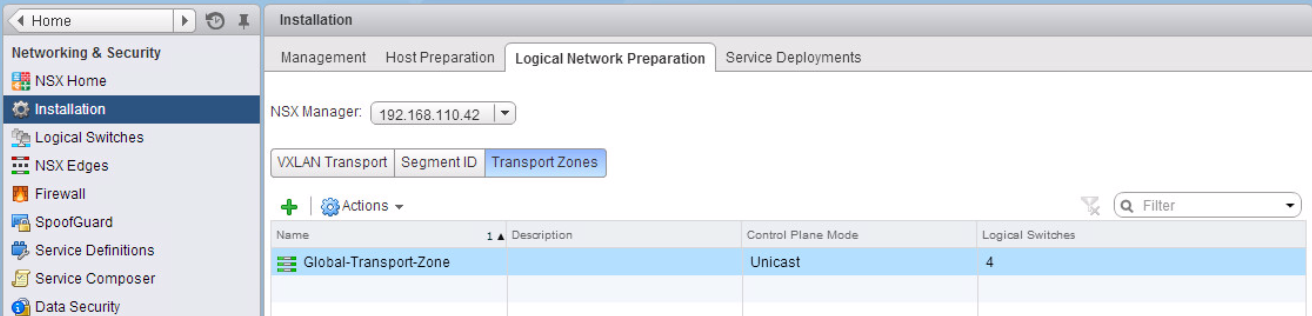 Home
Networking & Security
NSX Home
Installation
Logical Switches
NSX Edges
Firewall
SpoofGuard
Service Definitions
Service Composer
Data Security
Installation
Management Host Preparation Logical Network Preparation Service Deployments
NSX Manager: 192.168.110.42
VXLAN Transport Segment ID Transport Zones
Actions Filter
Name 1 Description Control Plane Mode Logical Switches
Global-Transport-Zone Unicast 4